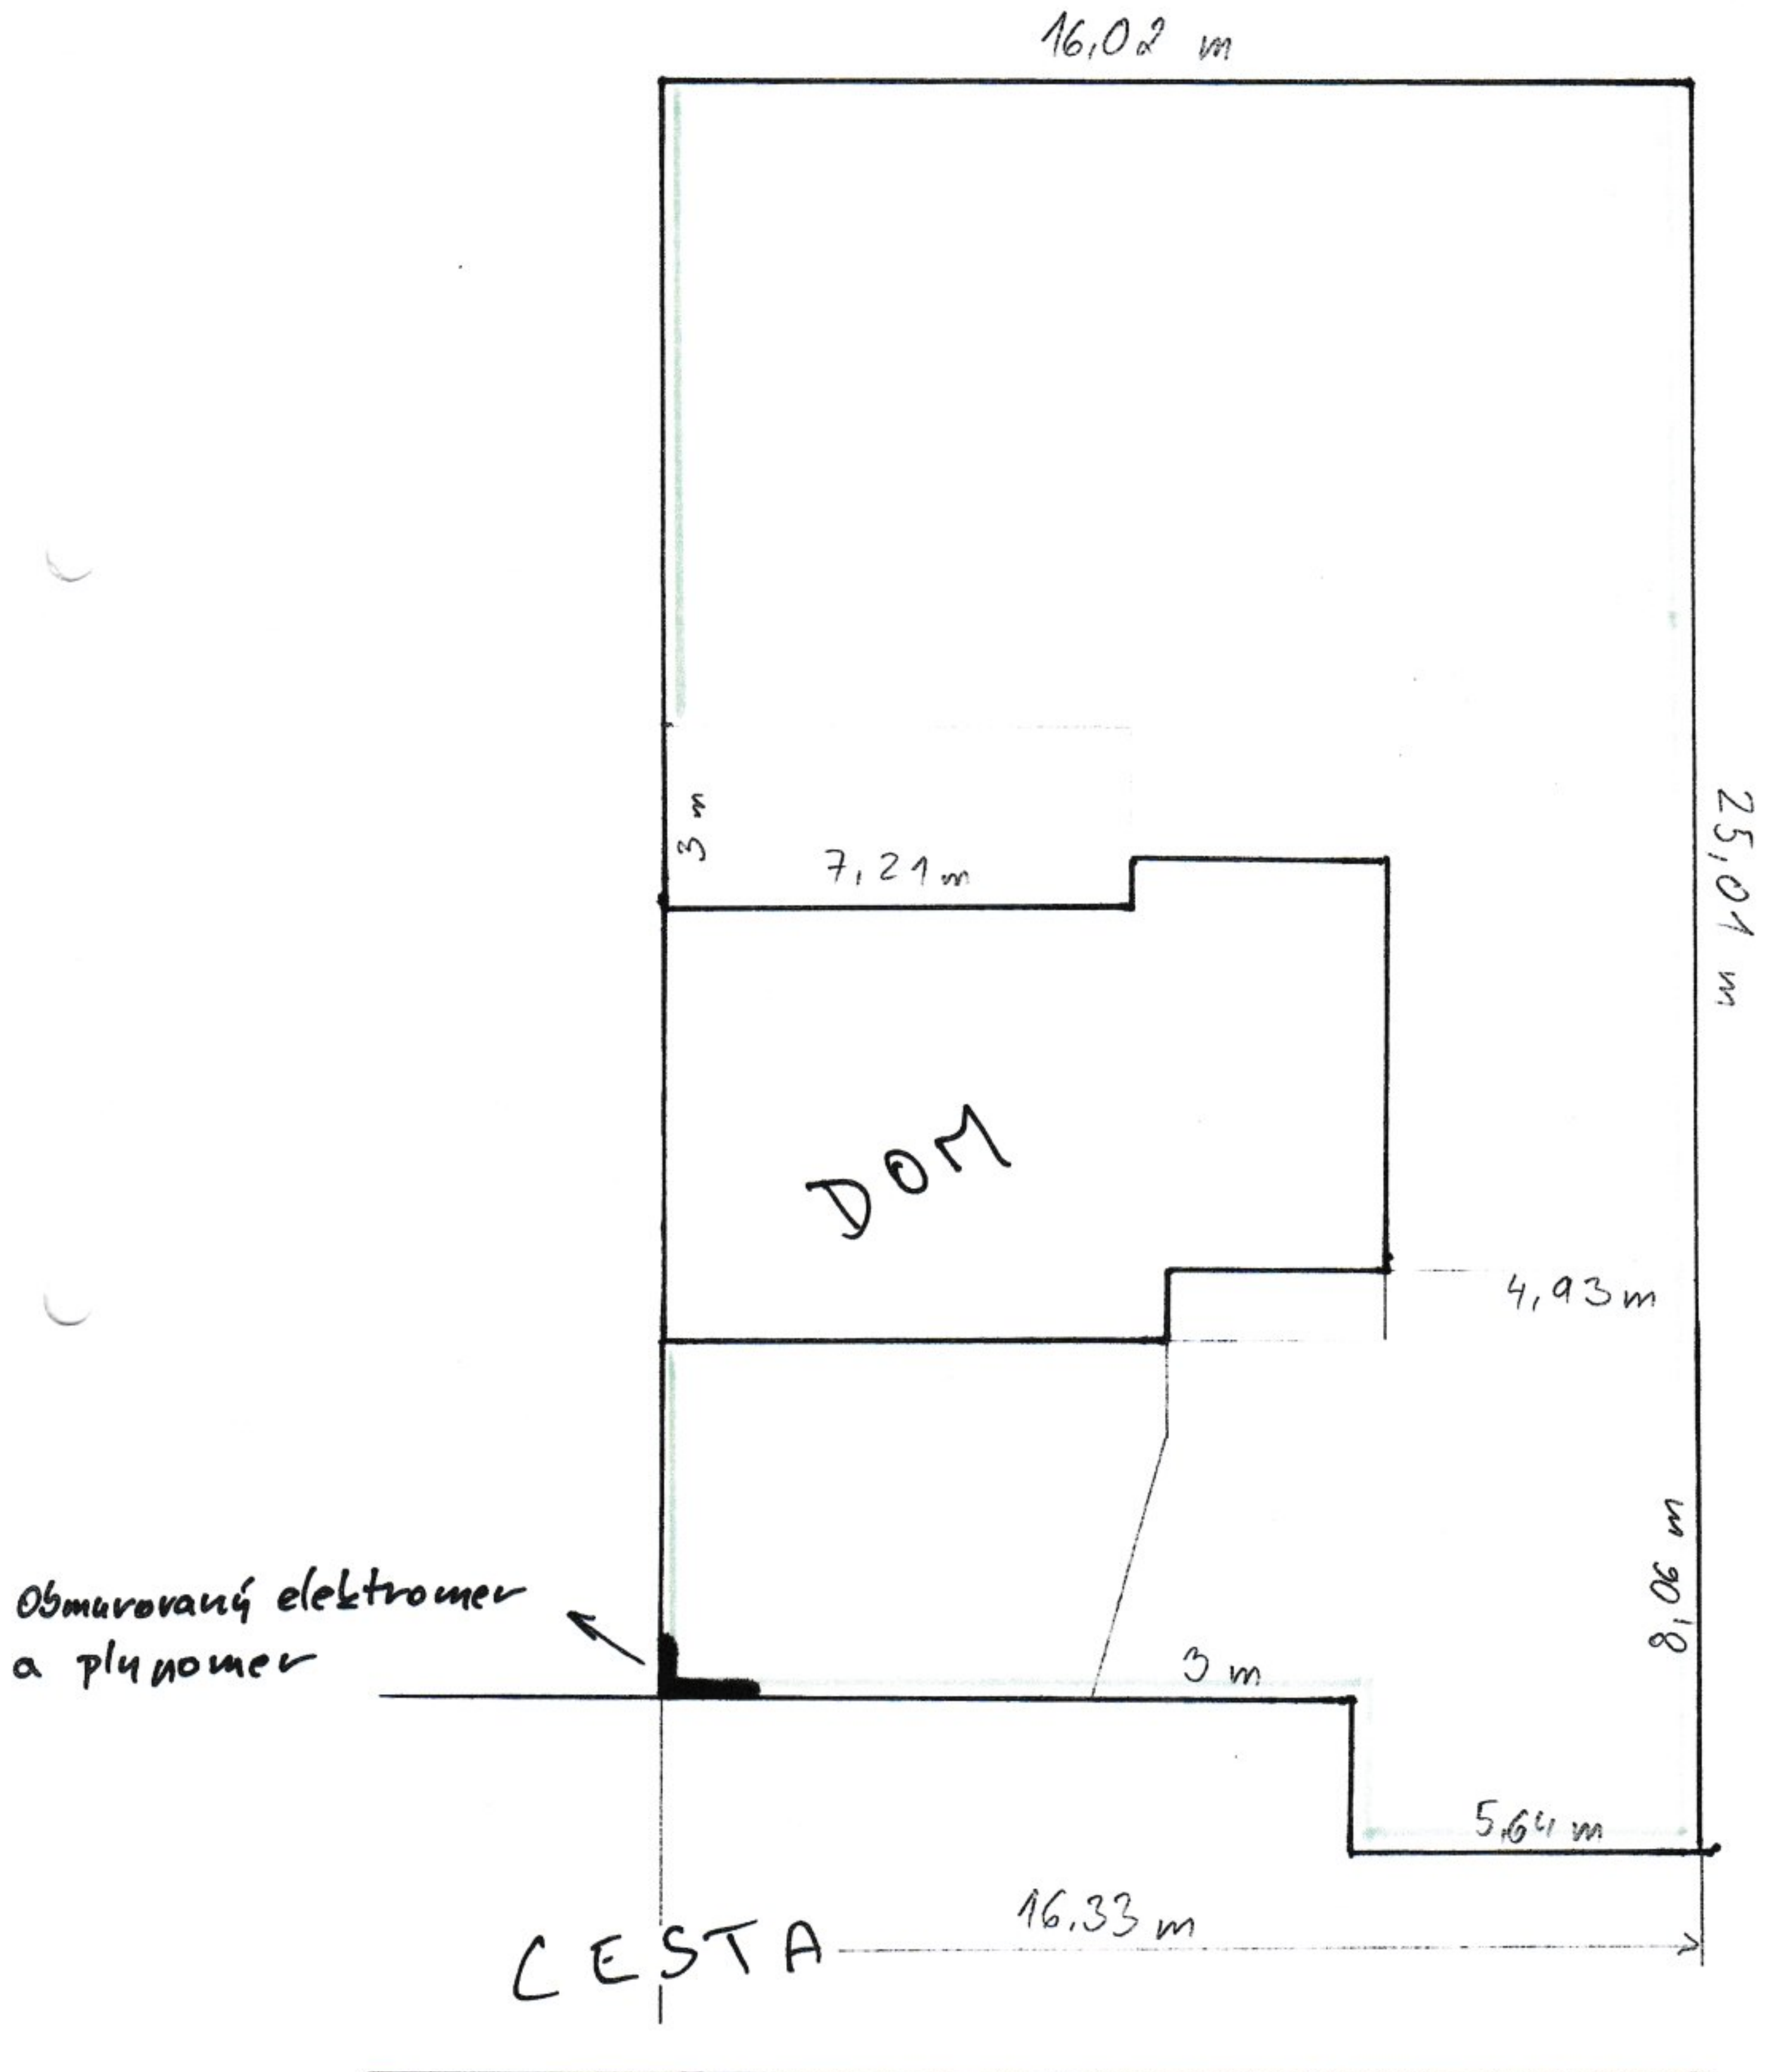 16,02 m
25,01 m
3 m
7,21 m
DOM
4,93 m
8,06 m
Obmurovaný elektromer
a plynomer
3 m
5,64 m
16,33 m
CESTA